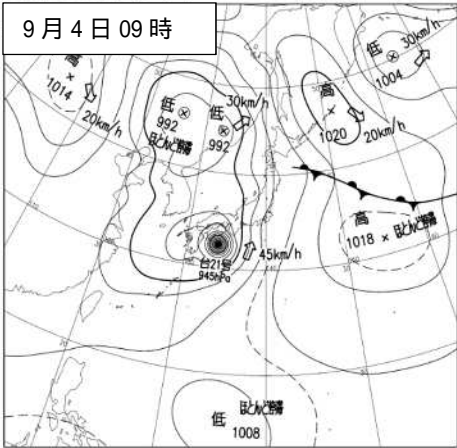 9月4日09時
高
1014
20km/h
低
992
ほとんど停滞
低
992
30km/h
高
1020
20km/h
低
1004
30km/h
高
1018
ほとんど停滞
台21号
945hPa
45km/h
低
1008
ほとんど停滞